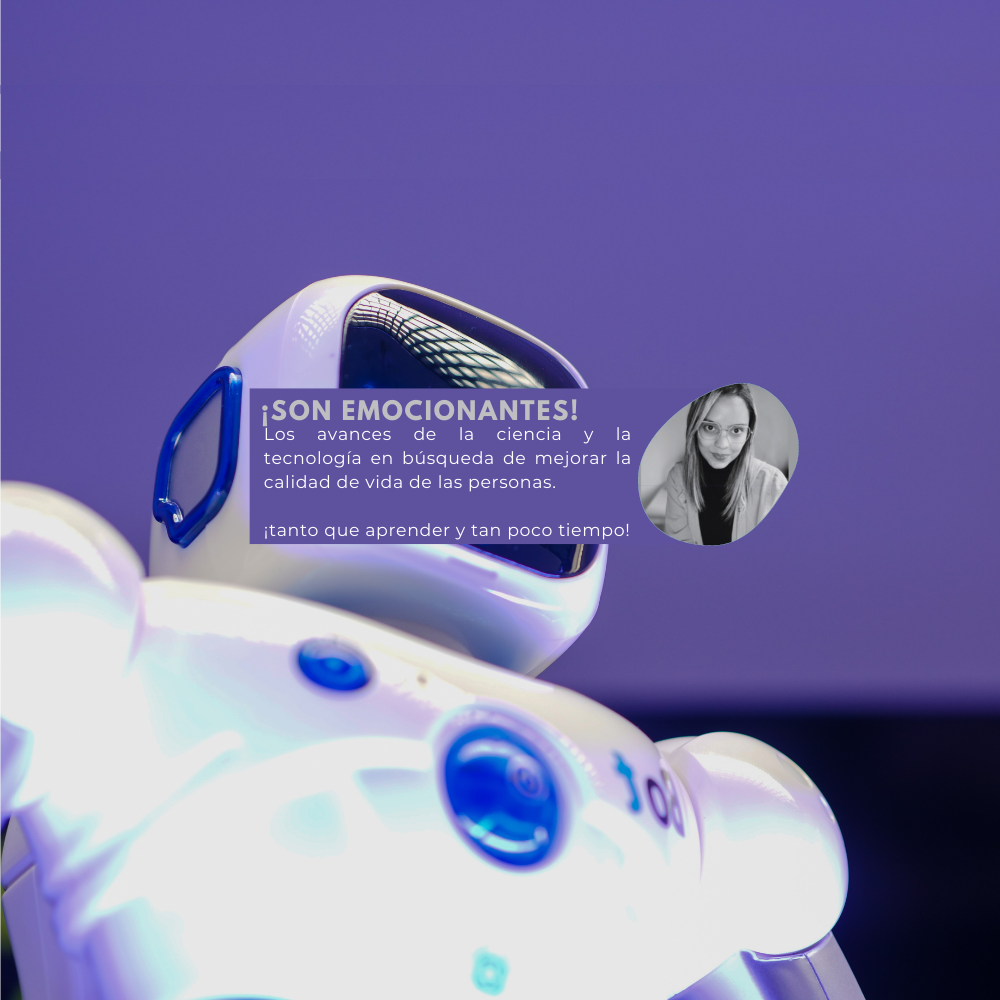 ¡SON EMOCIONANTES!
Los avances de la ciencia y la
tecnología en búsqueda de mejorar la
calidad de vida de las personas.
¡tanto que aprender y tan poco tiempo!